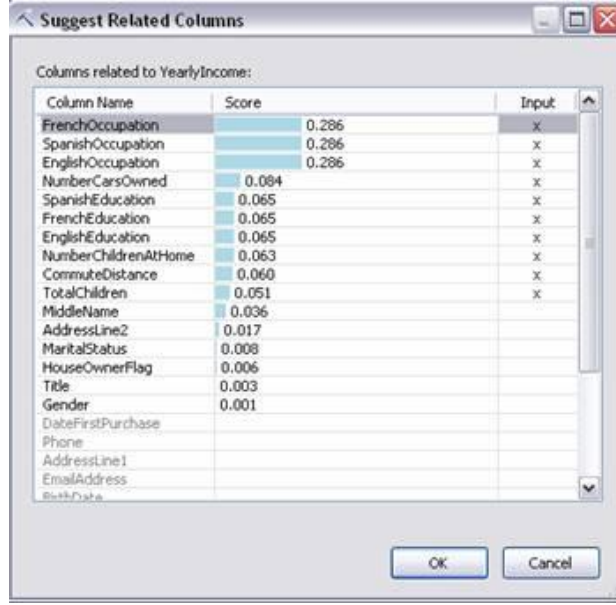 Suggest Related Columns
Columns related to YearlyIncome:
Column Name Score Input
FrenchOccupation 0.286 x
SpanishOccupation 0.286 x
EnglishOccupation 0.286 x
NumberCarsOwned 0.084 x
SpanishEducation 0.065 x
FrenchEducation 0.065 x
EnglishEducation 0.065 x
NumberChildrenAtHome 0.063 x
CommuteDistance 0.060 x
TotalChildren 0.051 x
MiddleName 0.036
AddressLine2 0.017
MaritalStatus 0.008
HouseOwnerFlag 0.006
Title 0.003
Gender 0.001
DateFirstPurchase
Phone
AddressLine1
EmailAddress
BirthDate
OK Cancel